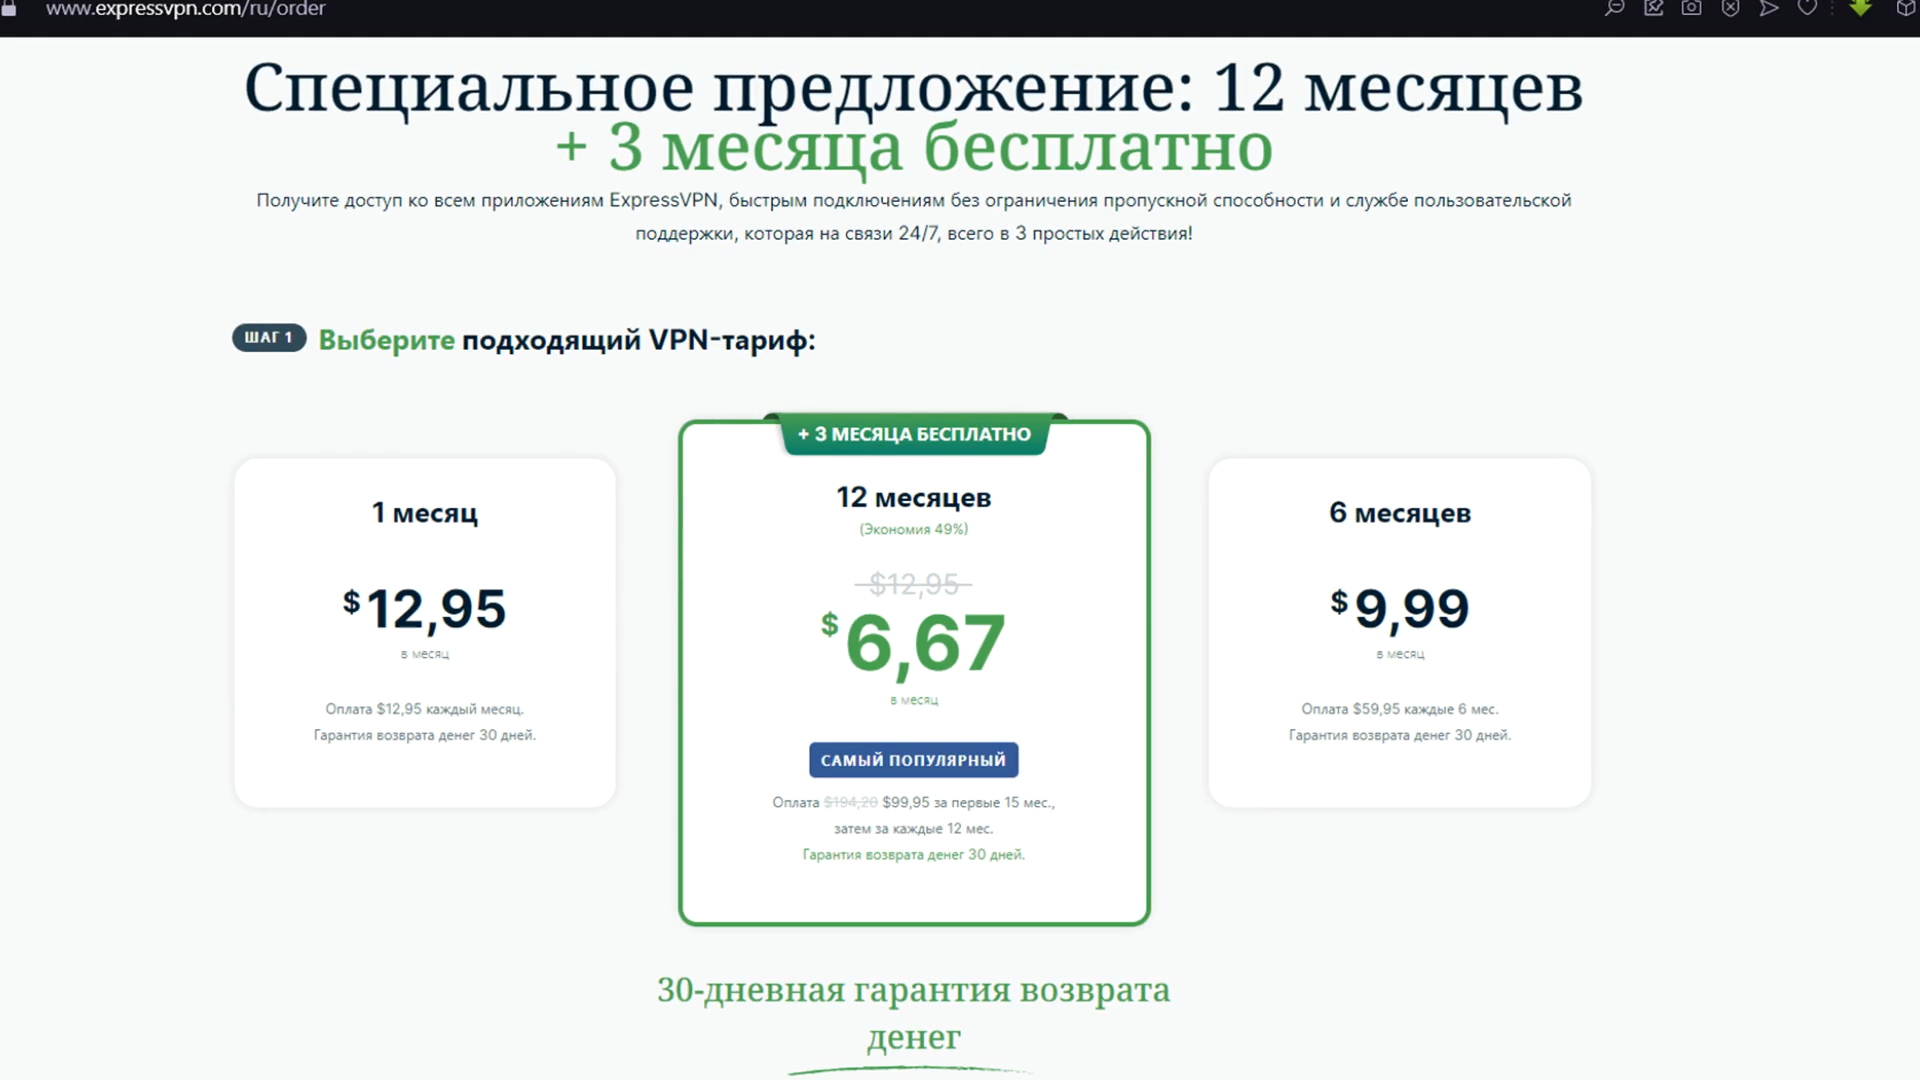 www.expressvpn.com/ru/order
Специальное предложение: 12 месяцев
+ 3 месяца бесплатно
Получите доступ ко всем приложениям ExpressVPN, быстрым подключениям без ограничения пропускной способности и службе пользовательской
поддержки, которая на связи 24/7, всего в 3 простых действия!
ШАГ 1 Выберите подходящий VPN-тариф:
1 месяц
$12,95
в месяц
Оплата $12,95 каждый месяц.
Гарантия возврата денег 30 дней.
+ 3 МЕСЯЦА БЕСПЛАТНО
12 месяцев
(Экономия 49%)
$12,95
$6,67
в месяц
САМЫЙ ПОПУЛЯРНЫЙ
Оплата $194,20 $99,95 за первые 15 мес.,
затем за каждые 12 мес.
Гарантия возврата денег 30 дней.
6 месяцев
$9,99
в месяц
Оплата $59,95 каждые 6 мес.
Гарантия возврата денег 30 дней.
30-дневная гарантия возврата
денег